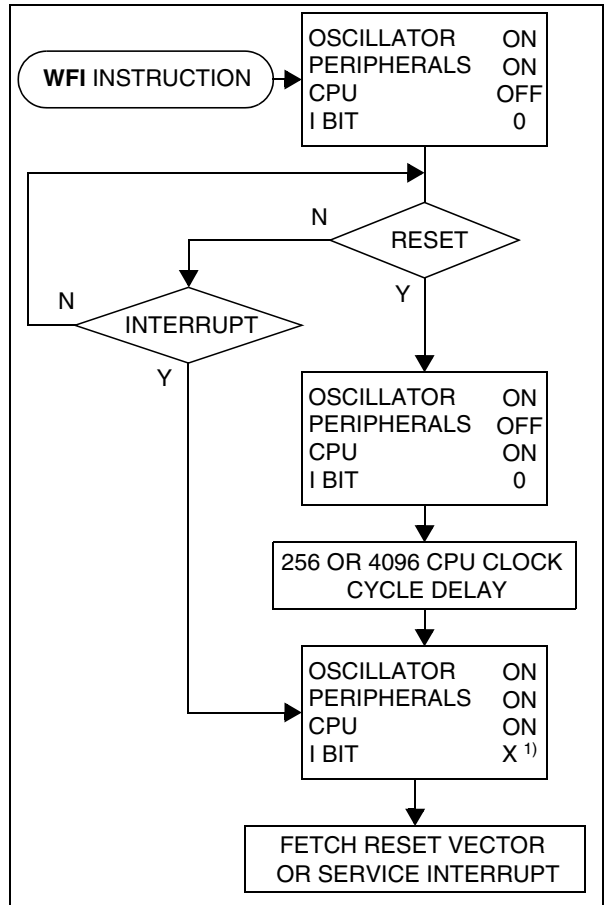 WFI INSTRUCTION
OSCILLATOR ON
PERIPHERALS ON
CPU OFF
I BIT 0
N
RESET
Y
N
INTERRUPT
Y
OSCILLATOR ON
PERIPHERALS OFF
CPU ON
I BIT 0
256 OR 4096 CPU CLOCK
CYCLE DELAY
OSCILLATOR ON
PERIPHERALS ON
CPU ON
I BIT X 1)
FETCH RESET VECTOR
OR SERVICE INTERRUPT